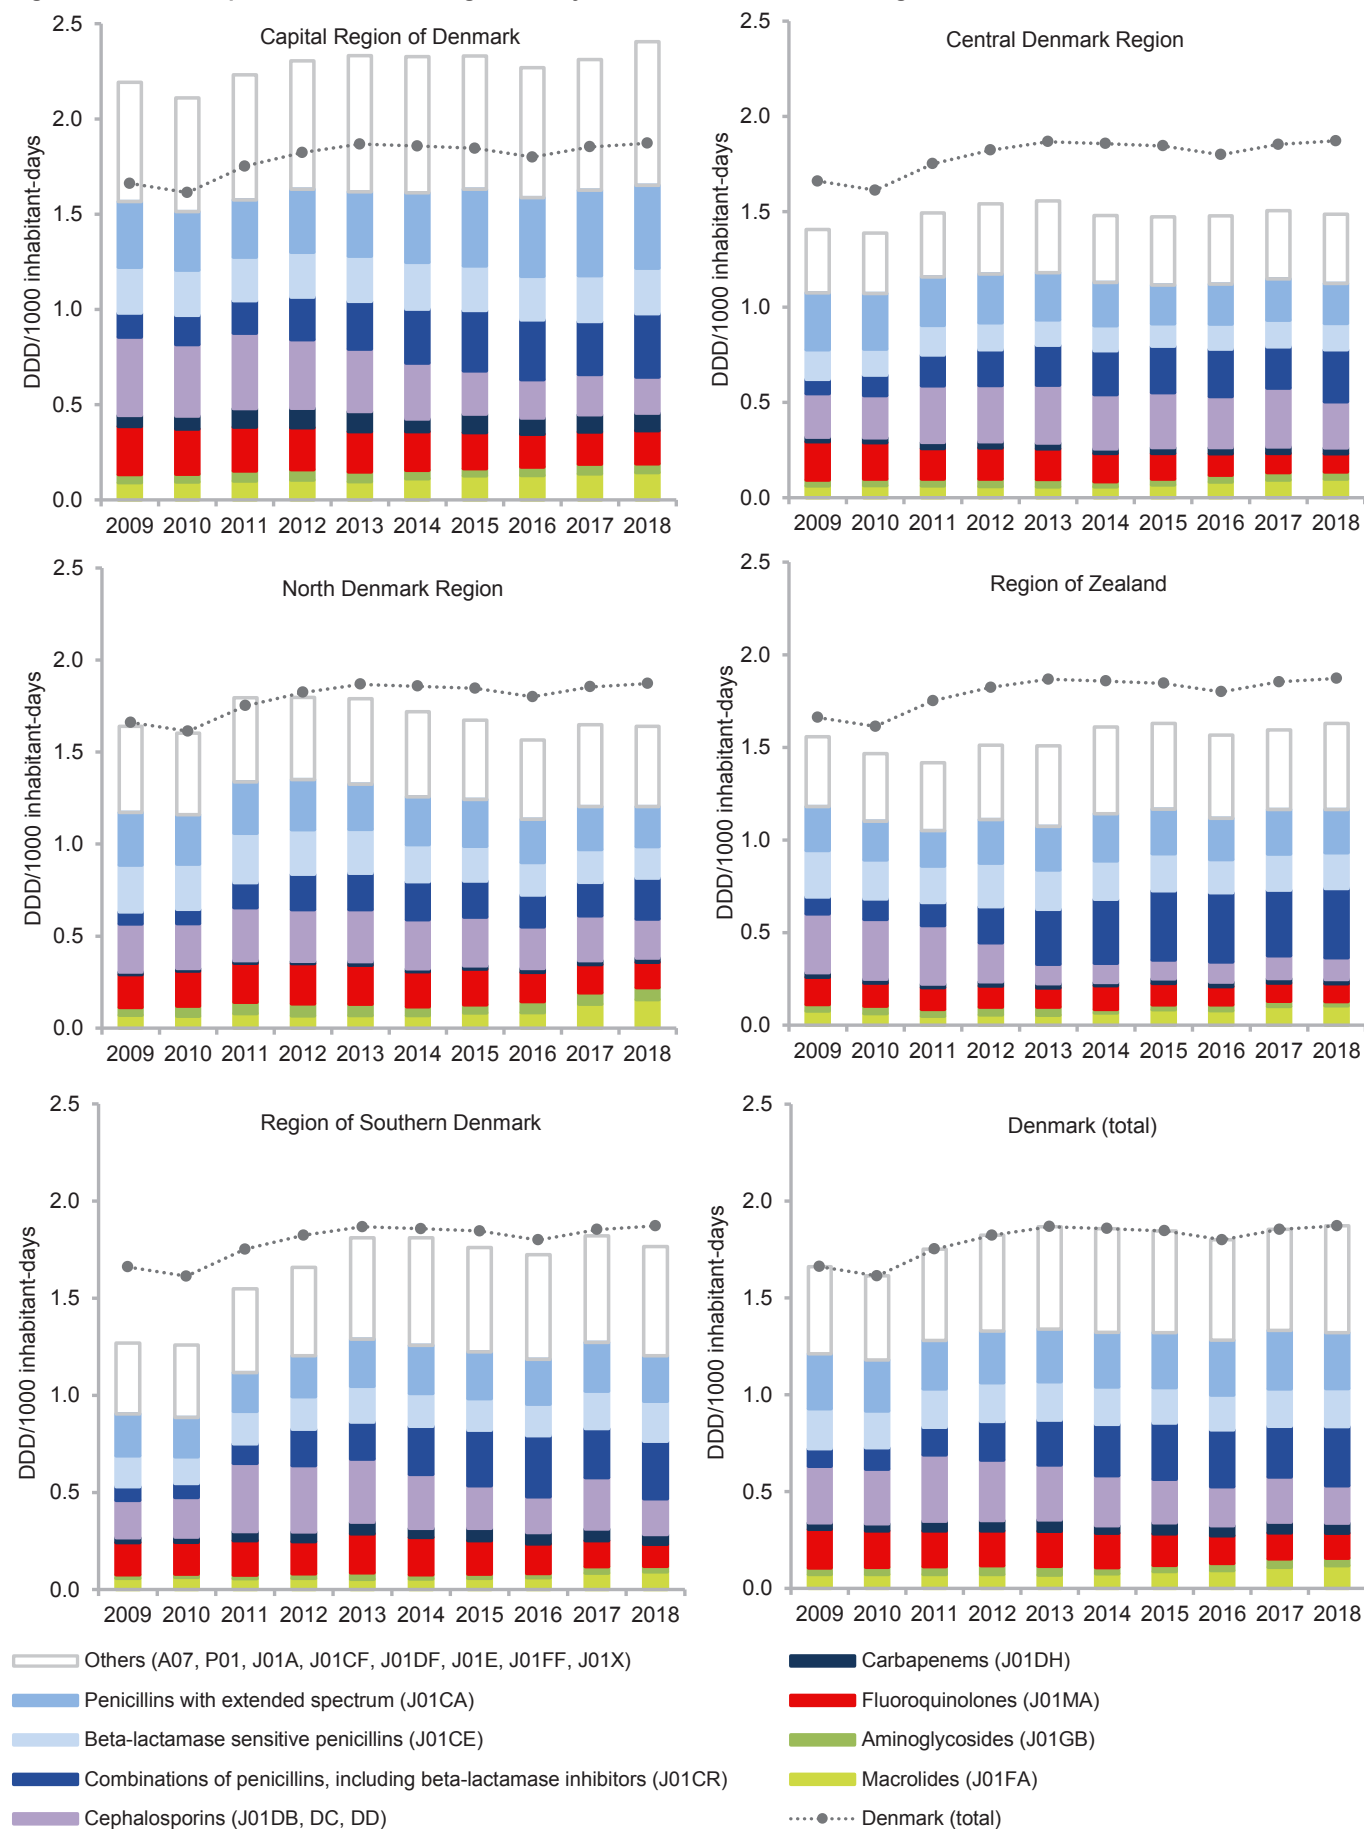 Capital Region of Denmark
DDD/1000 inhabitant-days
2.5
2.0
1.5
1.0
0.5
0.0
2009 2010 2011 2012 2013 2014 2015 2016 2017 2018
Central Denmark Region
DDD/1000 inhabitant-days
2.5
2.0
1.5
1.0
0.5
0.0
2009 2010 2011 2012 2013 2014 2015 2016 2017 2018
North Denmark Region
DDD/1000 inhabitant-days
2.5
2.0
1.5
1.0
0.5
0.0
2009 2010 2011 2012 2013 2014 2015 2016 2017 2018
Region of Zealand
DDD/1000 inhabitant-days
2.5
2.0
1.5
1.0
0.5
0.0
2009 2010 2011 2012 2013 2014 2015 2016 2017 2018
Region of Southern Denmark
DDD/1000 inhabitant-days
2.5
2.0
1.5
1.0
0.5
0.0
2009 2010 2011 2012 2013 2014 2015 2016 2017 2018
Denmark (total)
DDD/1000 inhabitant-days
2.5
2.0
1.5
1.0
0.5
0.0
2009 2010 2011 2012 2013 2014 2015 2016 2017 2018
Others (A07, P01, J01A, J01CF, J01DF, J01E, J01FF, J01X)
Penicillins with extended spectrum (J01CA)
Beta-lactamase sensitive penicillins (J01CE)
Combinations of penicillins, including beta-lactamase inhibitors (J01CR)
Cephalosporins (J01DB, DC, DD)
Carbapenems (J01DH)
Fluoroquinolones (J01MA)
Aminoglycosides (J01GB)
Macrolides (J01FA)
Denmark (total)